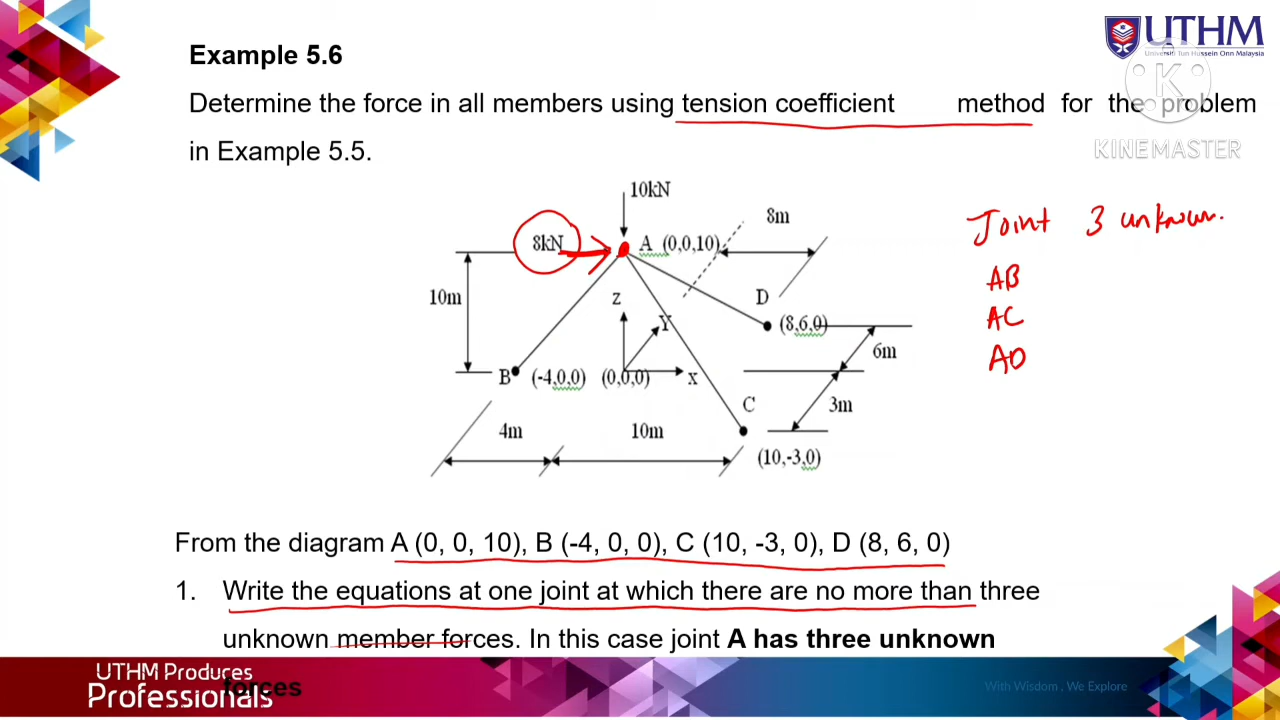 UTHM
Universiti Tun Hussein Onn Malaysia
K
KINEMASTER
Example 5.6
Determine the force in all members using tension coefficient method for the problem
in Example 5.5.
10kN
8m
8kN
A (0,0,10)
10m
Z
D
Y
(8,6,0)
6m
B (-4,0,0) (0,0,0) X
C
3m
4m
10m
(10,-3,0)
Joint 3 unknown.
AB
AC
AD
From the diagram A (0, 0, 10), B (-4, 0, 0), C (10, -3, 0), D (8, 6, 0)
1. Write the equations at one joint at which there are no more than three
unknown member forces. In this case joint A has three unknown
forces
UTHM Produces
Professionals
With Wisdom . We Explore